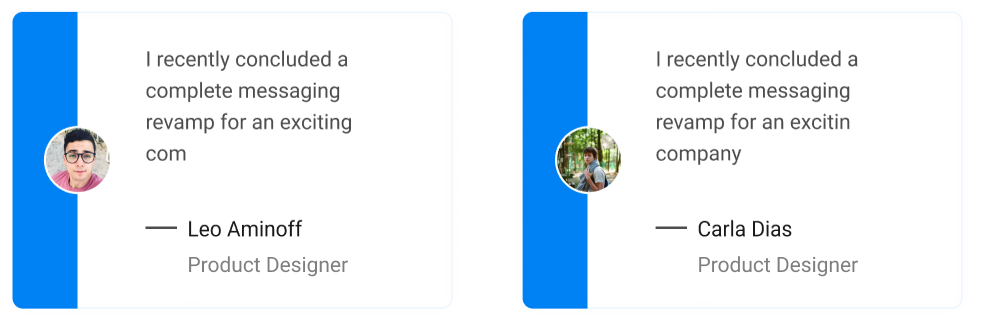 I recently concluded a
complete messaging
revamp for an exciting
com
Leo Aminoff
Product Designer
I recently concluded a
complete messaging
revamp for an excitin
company
Carla Dias
Product Designer